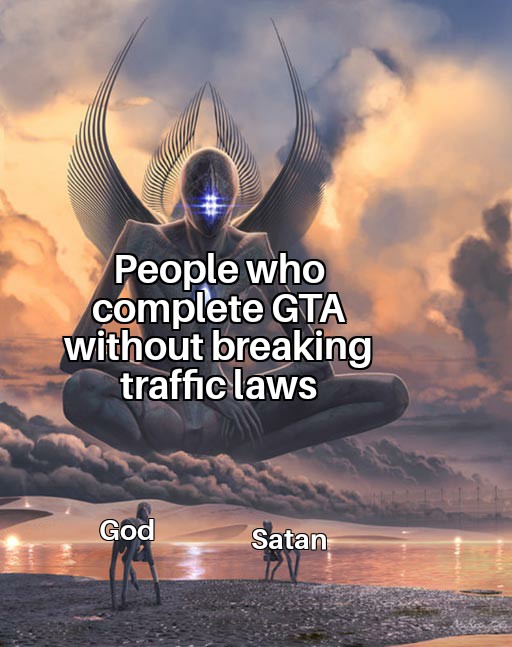 People who
complete GTA
without breaking
traffic laws
God
Satan